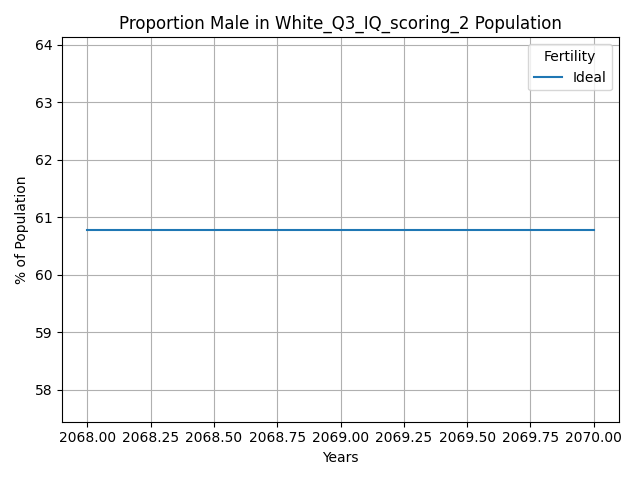 Proportion Male in White_Q3_IQ_scoring_2 Population
64
63
62
61
60
59
58
% of Population
Fertility
Ideal
2068.00 2068.25 2068.50 2068.75 2069.00 2069.25 2069.50 2069.75 2070.00
Years